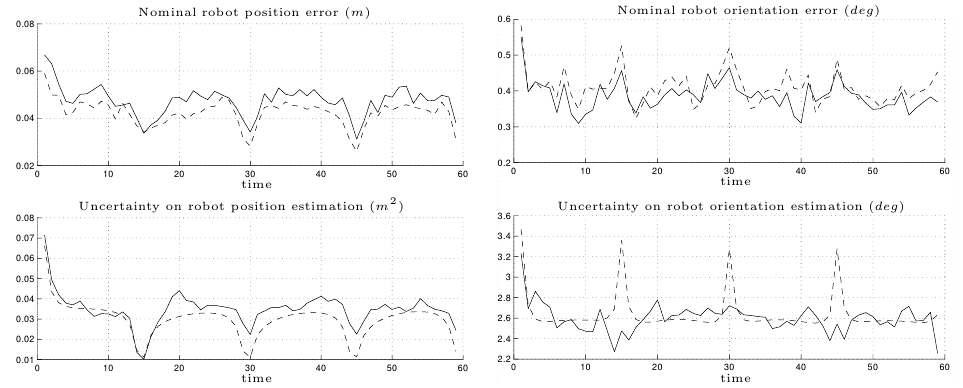 Nominal robot position error (m)
0.08
0.06
0.04
0.02
0 10 20 30 40 50 60
time
Nominal robot orientation error (deg)
0.6
0.5
0.4
0.3
0.2
0 10 20 30 40 50 60
time
Uncertainty on robot position estimation (m²)
0.08
0.07
0.06
0.05
0.04
0.03
0.02
0.01
0 10 20 30 40 50 60
time
Uncertainty on robot orientation estimation (deg)
3.6
3.4
3.2
3
2.8
2.6
2.4
2.2
0 10 20 30 40 50 60
time